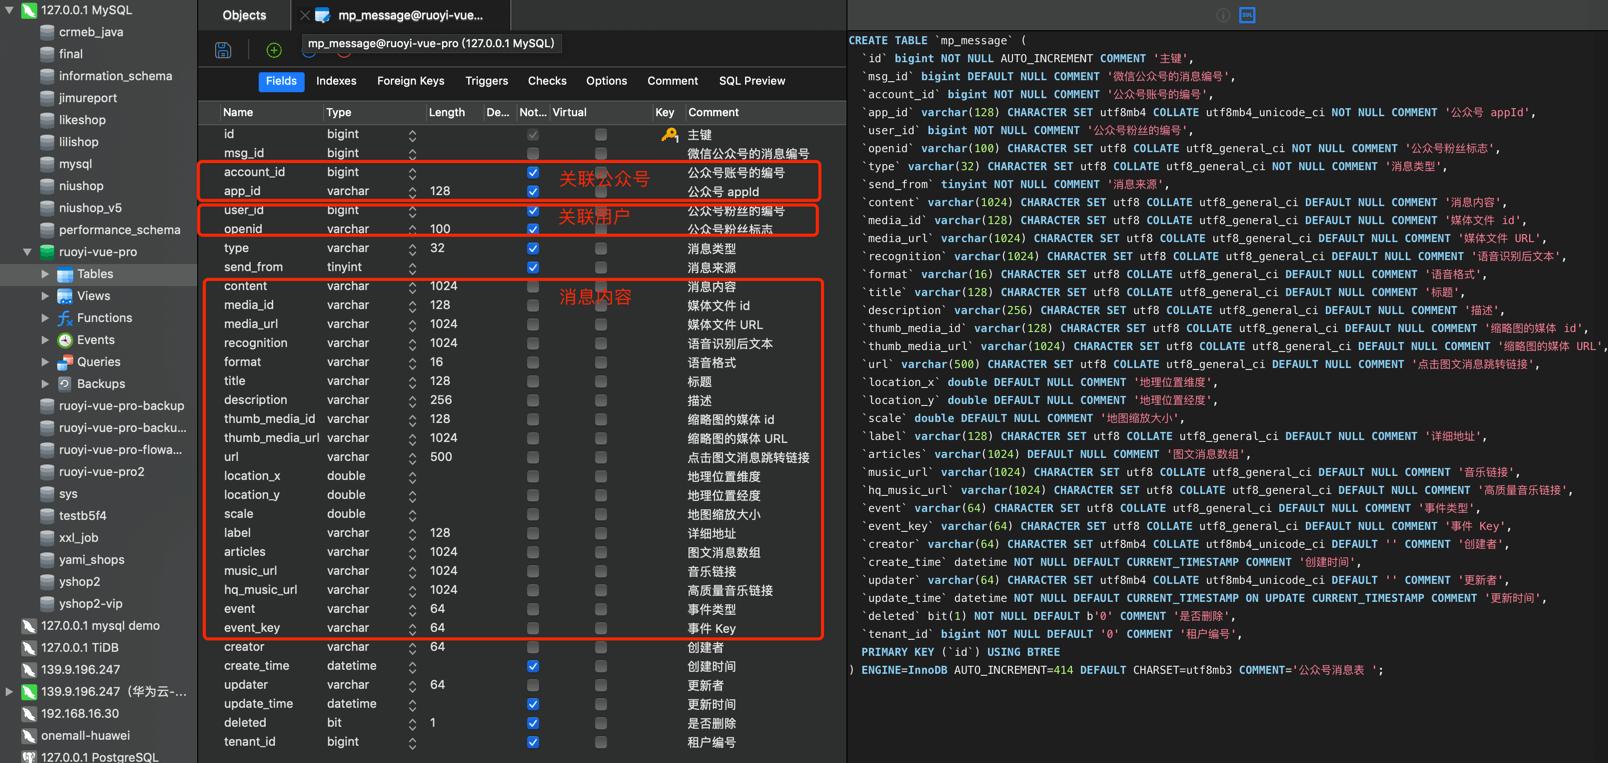 127.0.0.1 MySQL
crmeb_java
final
information_schema
jimureport
likeshop
lilishop
mysql
niushop
niushop_v5
performance_schema
ruoyi-vue-pro
Tables
Views
Functions
Events
Queries
Backups
ruoyi-vue-pro-backup
ruoyi-vue-pro-backu...
ruoyi-vue-pro-flowa...
ruoyi-vue-pro2
sys
testb5f4
xxl_job
yami_shops
yshop2
yshop2-vip
127.0.0.1 mysql demo
127.0.0.1 TiDB
139.9.196.247
139.9.196.247（华为云-...
192.168.16.30
onemall-huawei
127.0.0.1 PostgreSQL
Objects
mp_message@ruoyi-vue...
mp_message@ruoyi-vue-pro (127.0.0.1 MySQL)
Fields Indexes Foreign Keys Triggers Checks Options Comment SQL Preview
Name Type Length De... Not... Virtual Key Comment
id bigint 1 主键
msg_id bigint 微信公众号的消息编号
account_id bigint 公众号账号的编号
关联公众号
app_id varchar 128 公众号 appId
user_id bigint 公众号粉丝的编号
关联用户
openid varchar 100 公众号粉丝标志
type varchar 32 消息类型
send_from tinyint 消息来源
content varchar 1024 消息内容
消息内容
media_id varchar 128 媒体文件 id
media_url varchar 1024 媒体文件 URL
recognition varchar 1024 语音识别后文本
format varchar 16 语音格式
title varchar 128 标题
description varchar 256 描述
thumb_media_id varchar 128 缩略图的媒体 id
thumb_media_url varchar 1024 缩略图的媒体 URL
url varchar 500 点击图文消息跳转链接
location_x double 地理位置维度
location_y double 地理位置经度
scale double 地图缩放大小
label varchar 128 详细地址
articles varchar 1024 图文消息数组
music_url varchar 1024 音乐链接
hq_music_url varchar 1024 高质量音乐链接
event varchar 64 事件类型
event_key varchar 64 事件 Key
creator varchar 64 创建者
create_time datetime 创建时间
updater varchar 64 更新者
update_time datetime 更新时间
deleted bit 1 是否删除
tenant_id bigint 租户编号
CREATE TABLE `mp_message` (
`id` bigint NOT NULL AUTO_INCREMENT COMMENT '主键',
`msg_id` bigint DEFAULT NULL COMMENT '微信公众号的消息编号',
`account_id` bigint NOT NULL COMMENT '公众号账号的编号',
`app_id` varchar(128) CHARACTER SET utf8mb4 COLLATE utf8mb4_unicode_ci NOT NULL COMMENT '公众号 appId',
`user_id` bigint NOT NULL COMMENT '公众号粉丝的编号',
`openid` varchar(100) CHARACTER SET utf8 COLLATE utf8_general_ci NOT NULL COMMENT '公众号粉丝标志',
`type` varchar(32) CHARACTER SET utf8 COLLATE utf8_general_ci NOT NULL COMMENT '消息类型',
`send_from` tinyint NOT NULL COMMENT '消息来源',
`content` varchar(1024) CHARACTER SET utf8 COLLATE utf8_general_ci DEFAULT NULL COMMENT '消息内容',
`media_id` varchar(128) CHARACTER SET utf8 COLLATE utf8_general_ci DEFAULT NULL COMMENT '媒体文件 id',
`media_url` varchar(1024) CHARACTER SET utf8 COLLATE utf8_general_ci DEFAULT NULL COMMENT '媒体文件 URL',
`recognition` varchar(1024) CHARACTER SET utf8 COLLATE utf8_general_ci DEFAULT NULL COMMENT '语音识别后文本',
`format` varchar(16) CHARACTER SET utf8 COLLATE utf8_general_ci DEFAULT NULL COMMENT '语音格式',
`title` varchar(128) CHARACTER SET utf8 COLLATE utf8_general_ci DEFAULT NULL COMMENT '标题',
`description` varchar(256) CHARACTER SET utf8 COLLATE utf8_general_ci DEFAULT NULL COMMENT '描述',
`thumb_media_id` varchar(128) CHARACTER SET utf8 COLLATE utf8_general_ci DEFAULT NULL COMMENT '缩略图的媒体 id',
`thumb_media_url` varchar(1024) CHARACTER SET utf8 COLLATE utf8_general_ci DEFAULT NULL COMMENT '缩略图的媒体 URL',
`url` varchar(500) CHARACTER SET utf8 COLLATE utf8_general_ci DEFAULT NULL COMMENT '点击图文消息跳转链接',
`location_x` double DEFAULT NULL COMMENT '地理位置维度',
`location_y` double DEFAULT NULL COMMENT '地理位置经度',
`scale` double DEFAULT NULL COMMENT '地图缩放大小',
`label` varchar(128) CHARACTER SET utf8 COLLATE utf8_general_ci DEFAULT NULL COMMENT '详细地址',
`articles` varchar(1024) DEFAULT NULL COMMENT '图文消息数组',
`music_url` varchar(1024) CHARACTER SET utf8 COLLATE utf8_general_ci DEFAULT NULL COMMENT '音乐链接',
`hq_music_url` varchar(1024) CHARACTER SET utf8 COLLATE utf8_general_ci DEFAULT NULL COMMENT '高质量音乐链接',
`event` varchar(64) CHARACTER SET utf8 COLLATE utf8_general_ci DEFAULT NULL COMMENT '事件类型',
`event_key` varchar(64) CHARACTER SET utf8 COLLATE utf8_general_ci DEFAULT NULL COMMENT '事件 Key',
`creator` varchar(64) CHARACTER SET utf8mb4 COLLATE utf8mb4_unicode_ci DEFAULT '' COMMENT '创建者',
`create_time` datetime NOT NULL DEFAULT CURRENT_TIMESTAMP COMMENT '创建时间',
`updater` varchar(64) CHARACTER SET utf8mb4 COLLATE utf8mb4_unicode_ci DEFAULT '' COMMENT '更新者',
`update_time` datetime NOT NULL DEFAULT CURRENT_TIMESTAMP ON UPDATE CURRENT_TIMESTAMP COMMENT '更新时间',
`deleted` bit(1) NOT NULL DEFAULT b'0' COMMENT '是否删除',
`tenant_id` bigint NOT NULL DEFAULT '0' COMMENT '租户编号',
PRIMARY KEY (`id`) USING BTREE
) ENGINE=InnoDB AUTO_INCREMENT=414 DEFAULT CHARSET=utf8mb3 COMMENT='公众号消息表 ';